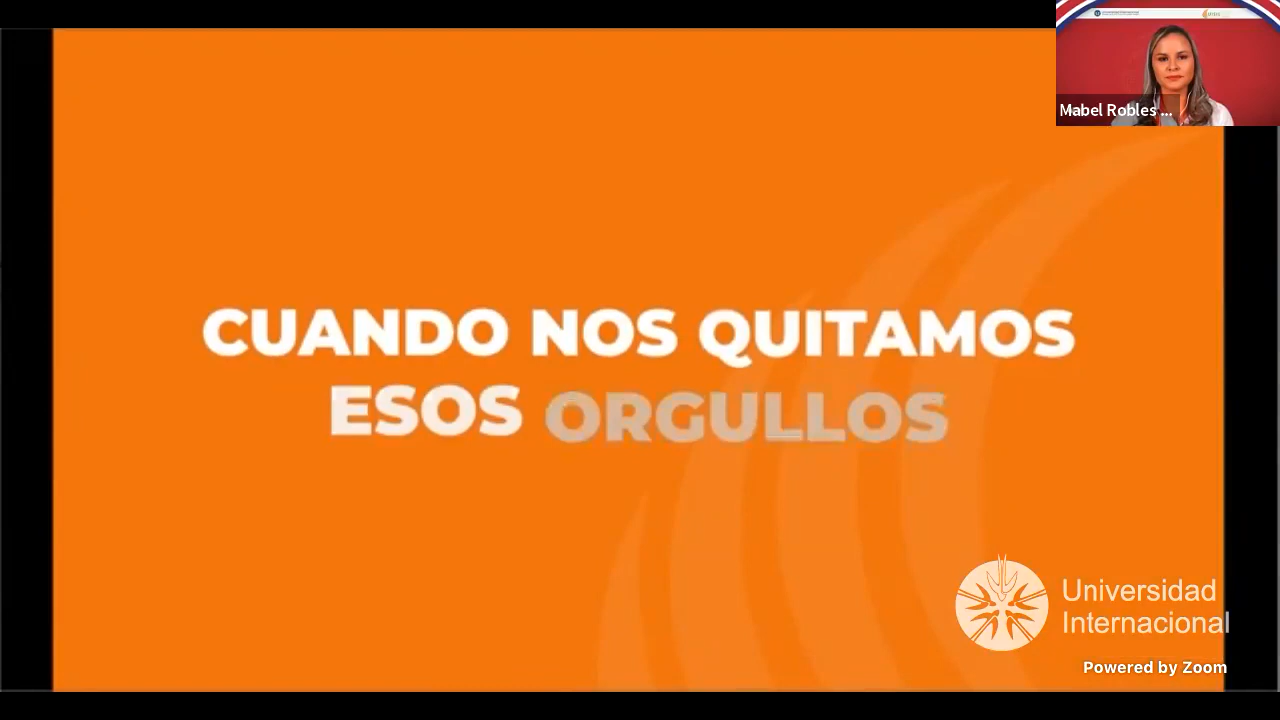 Mabel Robles ...
CUANDO NOS QUITAMOS
ESOS ORGULLOS
Universidad
Internacional
Powered by Zoom